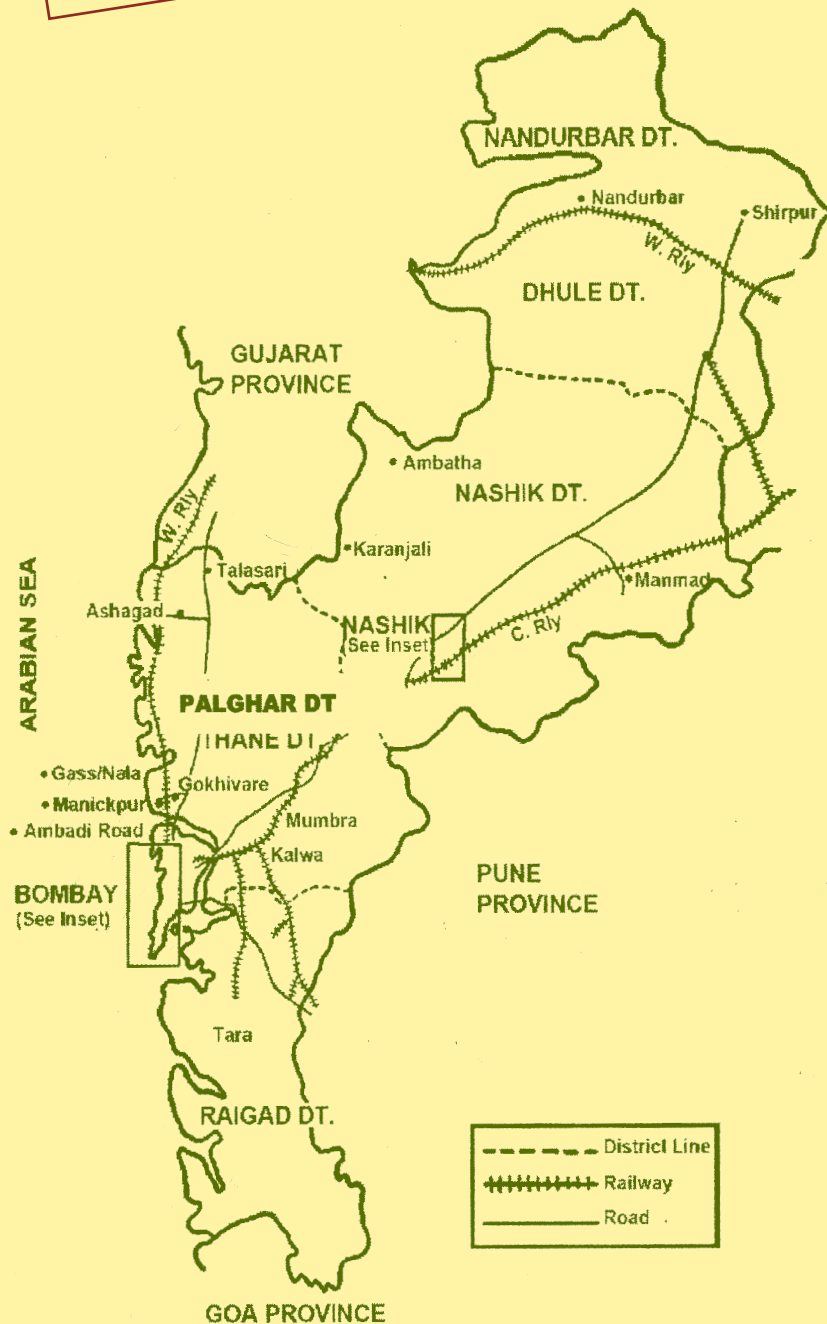 NANDURBAR DT.
Nandurbar
Shirpur
W. Rly
DHULE DT.
GUJARAT
PROVINCE
Ambatha
NASHIK DT.
W. Rly
Karanjali
Talasari
Manmad
ARABIAN SEA
Ashagad
NASHIK
(See Inset)
C. Rly
PALGHAR DT
THANE DT.
Gass/Nala
Gokhivare
Manickpur
Mumbra
Ambadi Road
Kalwa
PUNE
PROVINCE
BOMBAY
(See Inset)
Tara
RAIGAD DT.
District Line
Railway
Road
GOA PROVINCE